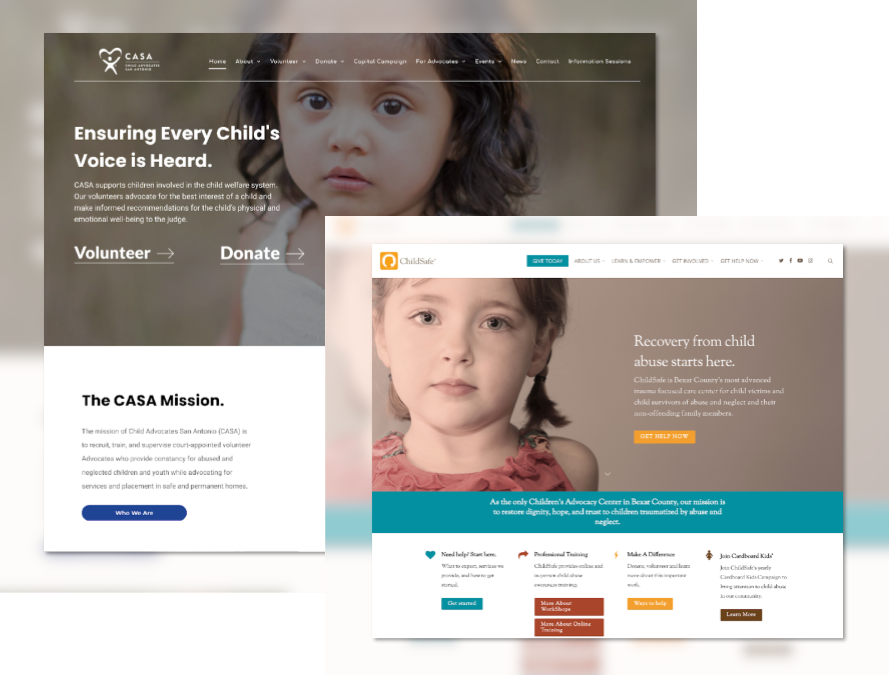 CASA
CHILD ADVOCATES
SAN ANTONIO
Home About Volunteer Donate Capital Campaign For Advocates Events News Contact Information Sessions
Ensuring Every Child's
Voice is Heard.
CASA supports children involved in the child welfare system.
Our volunteers advocate for the best interest of a child and
make informed recommendations for the child's physical and
emotional well-being to the judge.
Volunteer → Donate →
The CASA Mission.
The mission of Child Advocates San Antonio (CASA) is
to recruit, train, and supervise court-appointed volunteer
Advocates who provide constancy for abused and
neglected children and youth while advocating for
services and placement in safe and permanent homes.
Who We Are
ChildSafe®
GIVE TODAY ABOUT US LEARN & EMPOWER GET INVOLVED GET HELP NOW
Recovery from child
abuse starts here.
ChildSafe is Bexar County's most advanced
trauma-focused care center for child victims and
child survivors of abuse and neglect and their
non-offending family members.
GET HELP NOW
As the only Children's Advocacy Center in Bexar County, our mission is
to restore dignity, hope, and trust to children traumatized by abuse and
neglect.
Need help? Start here.
What to expect, services we
provide, and how to get
started.
Get started
Professional Training
ChildSafe provides online and
in-person child abuse
awareness training.
More About
WorkShops
More About Online
Training
Make A Difference
Donate, volunteer and learn
more about this important
work.
Ways to help
Join Cardboard Kids®
Join ChildSafe's yearly
Cardboard Kids Campaign to
bring attention to child abuse
in our community.
Learn More